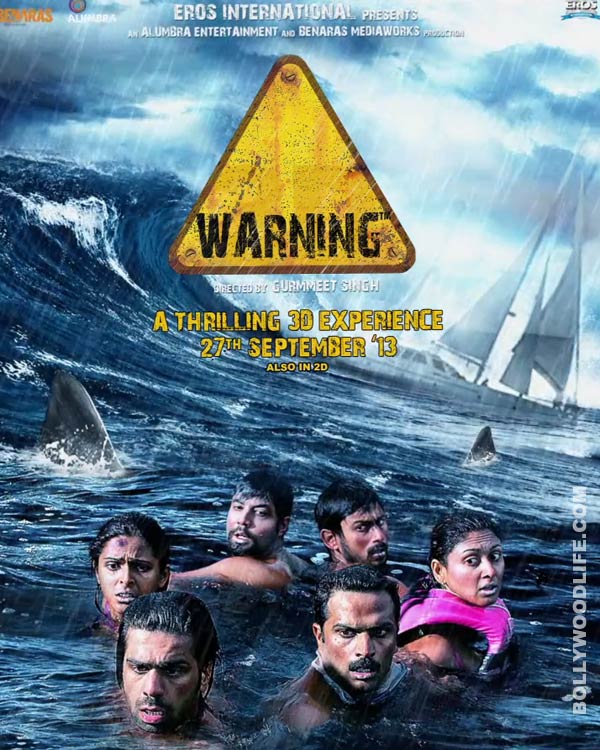 BENARAS
ALUMBRA
EROS
EROS INTERNATIONAL PRESENTS
AN ALUMBRA ENTERTAINMENT AND BENARAS MEDIAWORKS PRODUCTION
WARNING™
DIRECTED BY GURMMEET SINGH
A THRILLING 3D EXPERIENCE
27TH SEPTEMBER '13
ALSO IN 2D
BOLLYWOODLIFE.COM